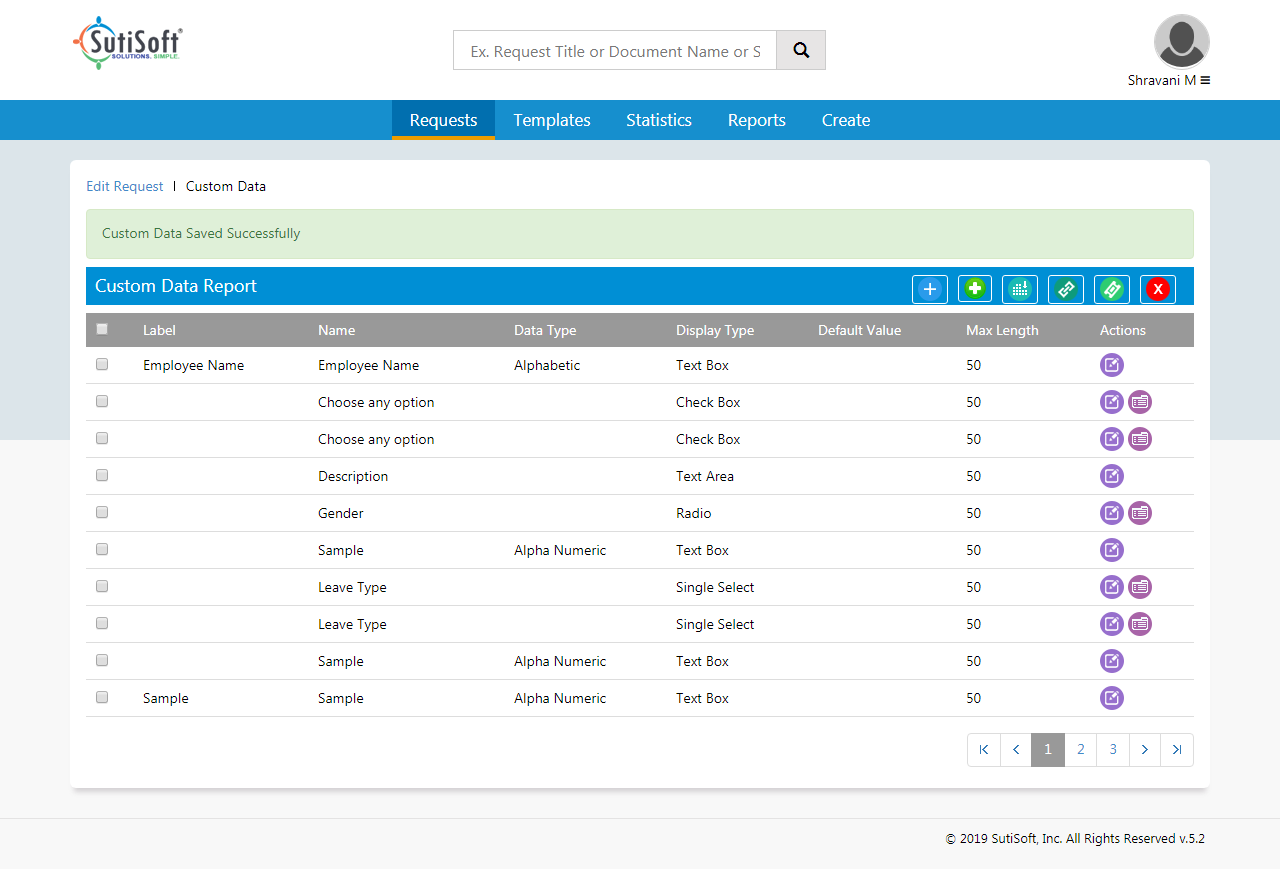 SutiSoft®
SOLUTIONS. SIMPLE.
Ex. Request Title or Document Name or S
Shravani M
Requests Templates Statistics Reports Create
Edit Request | Custom Data
Custom Data Saved Successfully
Custom Data Report X
Label Name Data Type Display Type Default Value Max Length Actions
Employee Name Employee Name Alphabetic Text Box 50
Choose any option Check Box 50
Choose any option Check Box 50
Description Text Area 50
Gender Radio 50
Sample Alpha Numeric Text Box 50
Leave Type Single Select 50
Leave Type Single Select 50
Sample Alpha Numeric Text Box 50
Sample Sample Alpha Numeric Text Box 50
1 2 3
© 2019 SutiSoft, Inc. All Rights Reserved v.5.2